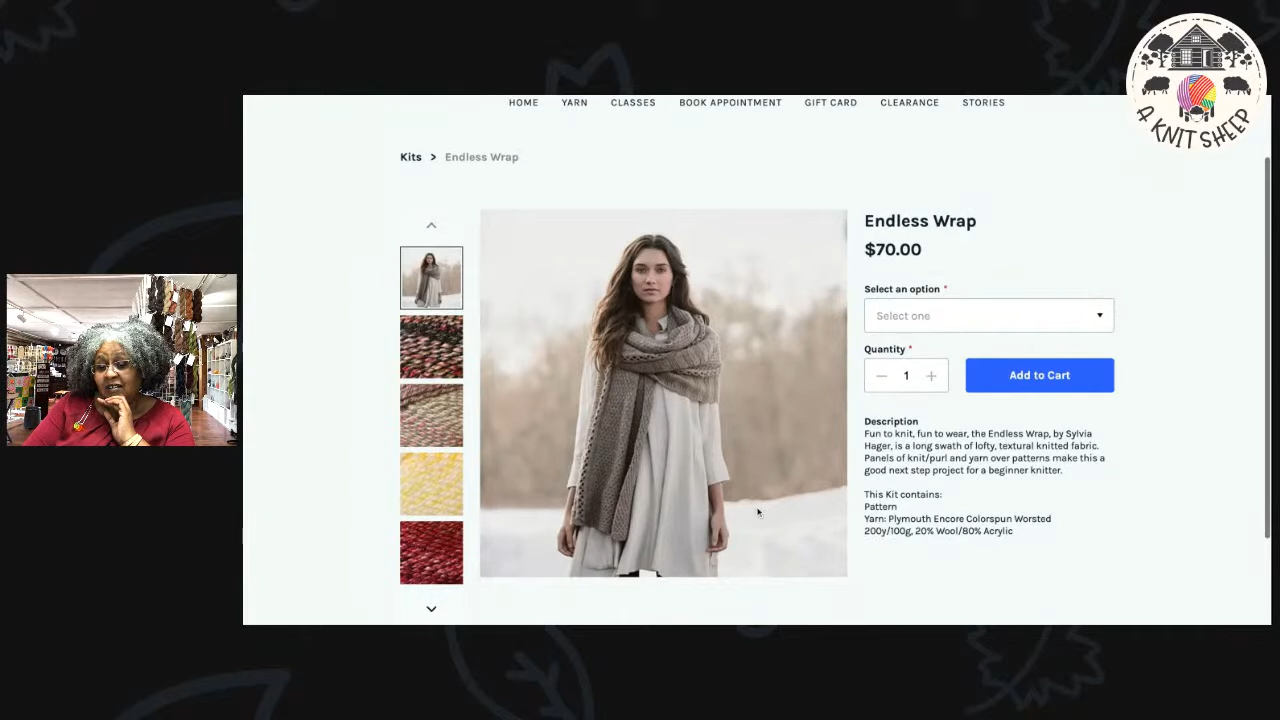 A KNIT SHEEP
HOME YARN CLASSES BOOK APPOINTMENT GIFT CARD CLEARANCE STORIES
Kits > Endless Wrap
Endless Wrap
$70.00
Select an option *
Select one
Quantity *
1
Add to Cart
Description
Fun to knit, fun to wear, the Endless Wrap, by Sylvia
Hager, is a long swath of lofty, textural knitted fabric.
Panels of knit/purl and yarn over patterns make this a
good next step project for a beginner knitter.
This Kit contains:
Pattern
Yarn: Plymouth Encore Colorspun Worsted
200y/100g, 20% Wool/80% Acrylic